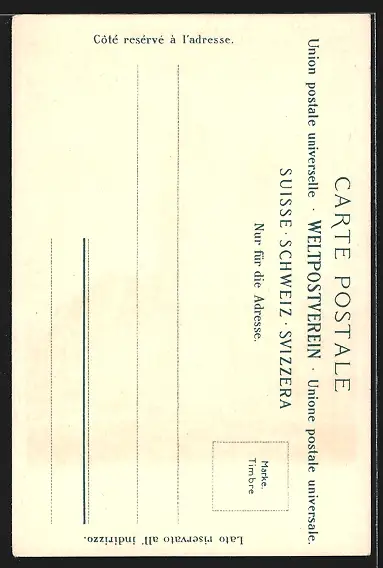 CARTE POSTALE
Union postale universelle · WELTPOSTVEREIN · Unione postale universale.
SUISSE · SCHWEIZ · SVIZZERA
Nur für die Adresse.
Marke.
Timbre
Côté resérvé à l'adresse.
Lato riservato all' indirizzo.